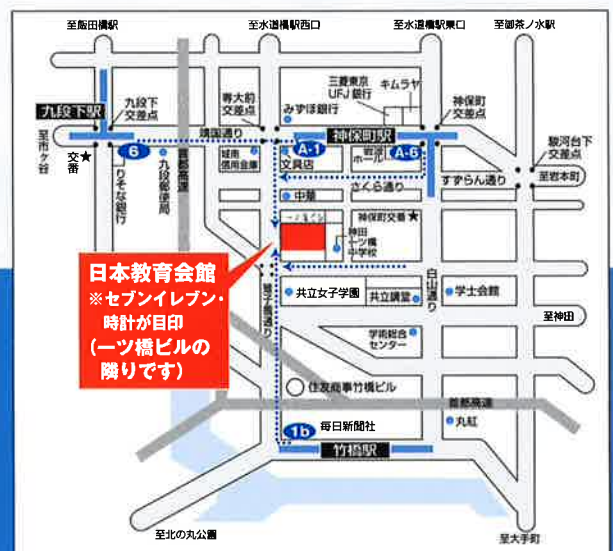 至飯田橋駅
至水道橋駅西口
至水道橋駅東口
至御茶ノ水駅
九段下駅
九段下
交差点
専大前
交差点
三菱東京
UFJ銀行
キムラヤ
みずほ銀行
神保町
交差点
至市ヶ谷
交★
番
6
靖国通り
A-1
神保町駅
A-6
駿河台下
交差点
りそな銀行
九段郵便局
首都高速
城南
信用金庫
文具店
岩波
ホール
さくら通り
すずらん通り
至岩本町
中華
神保町交番★
神田
一ツ橋
中学校
日本教育会館
※セブンイレブン・
時計が目印
(一ツ橋ビルの
隣りです)
白山通り
共立女子学園
共立講堂
学士会館
至神田
学術総合
センター
住友商事竹橋ビル
首都高速
丸紅
1b
毎日新聞社
竹橋駅
至北の丸公園
至大手町